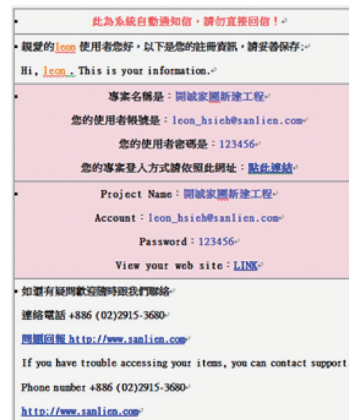 此為系統自動通知信，請勿直接回信！
親愛的leon 使用者您好，以下是您的註冊資訊，請妥善保存:
Hi, leon . This is your information.
專案名稱是：開誠家園新建工程
您的使用者帳號是：leon_hsieh@sanlien.com
您的使用者密碼是：123456
您的專案登入方式請依照此網址：點此連結
Project Name：開誠家園新建工程
Account：leon_hsieh@sanlien.com
Password：123456
View your web site：LINK
如還有疑問歡迎隨時跟我們聯絡
連絡電話 +886 (02)2915-3680
問題回報 http://www.sanlien.com
If you have trouble accessing your items, you can contact support.
Phone number +886 (02)2915-3680
http://www.sanlien.com